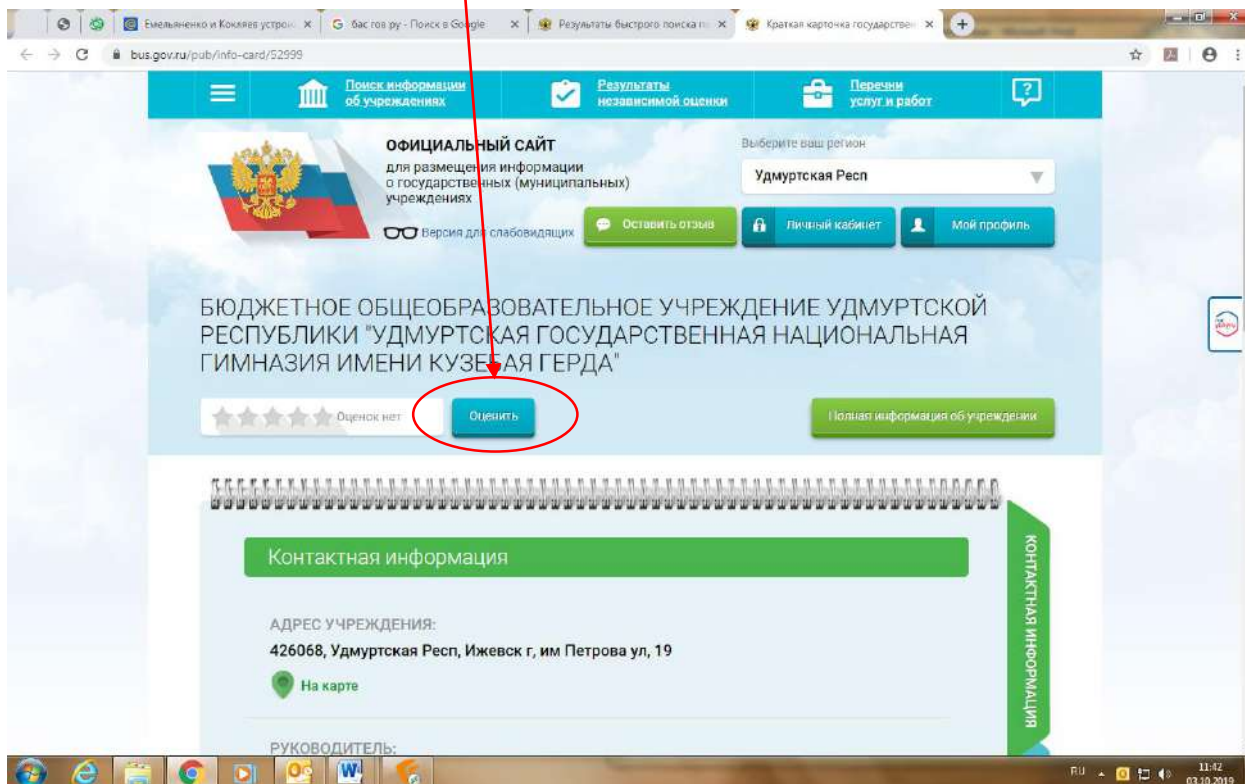 Емельяненко и Кокляев устрои
бас гов ру - Поиск в Google
Результаты быстрого поиска п
Краткая карточка государствен
bus.gov.ru/pub/info-card/52999
Поиск информации
об учреждениях
Результаты
независимой оценки
Перечни
услуг и работ
ОФИЦИАЛЬНЫЙ САЙТ
для размещения информации
о государственных (муниципальных)
учреждениях
Версия для слабовидящих
Выберите ваш регион
Удмуртская Респ
Оставить отзыв
Личный кабинет
Мой профиль
БЮДЖЕТНОЕ ОБЩЕОБРАЗОВАТЕЛЬНОЕ УЧРЕЖДЕНИЕ УДМУРТСКОЙ
РЕСПУБЛИКИ "УДМУРТСКАЯ ГОСУДАРСТВЕННАЯ НАЦИОНАЛЬНАЯ
ГИМНАЗИЯ ИМЕНИ КУЗЕБАЯ ГЕРДА"
Оценок нет
Оценить
Полная информация об учреждении
Контактная информация
КОНТАКТНАЯ ИНФОРМАЦИЯ
АДРЕС УЧРЕЖДЕНИЯ:
426068, Удмуртская Респ, Ижевск г, им Петрова ул, 19
На карте
РУКОВОДИТЕЛЬ:
RU
11:42
03.10.2019